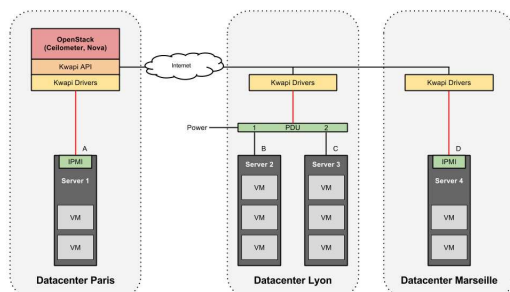 OpenStack
(Ceilometer, Nova)
Kwapi API
Kwapi Drivers
Internet
Kwapi Drivers
Kwapi Drivers
Power
1 PDU 2
A
B
C
D
IPMI
Server 1
VM
VM
Server 2
VM
VM
VM
Server 3
VM
VM
VM
IPMI
Server 4
VM
VM
Datacenter Paris
Datacenter Lyon
Datacenter Marseille